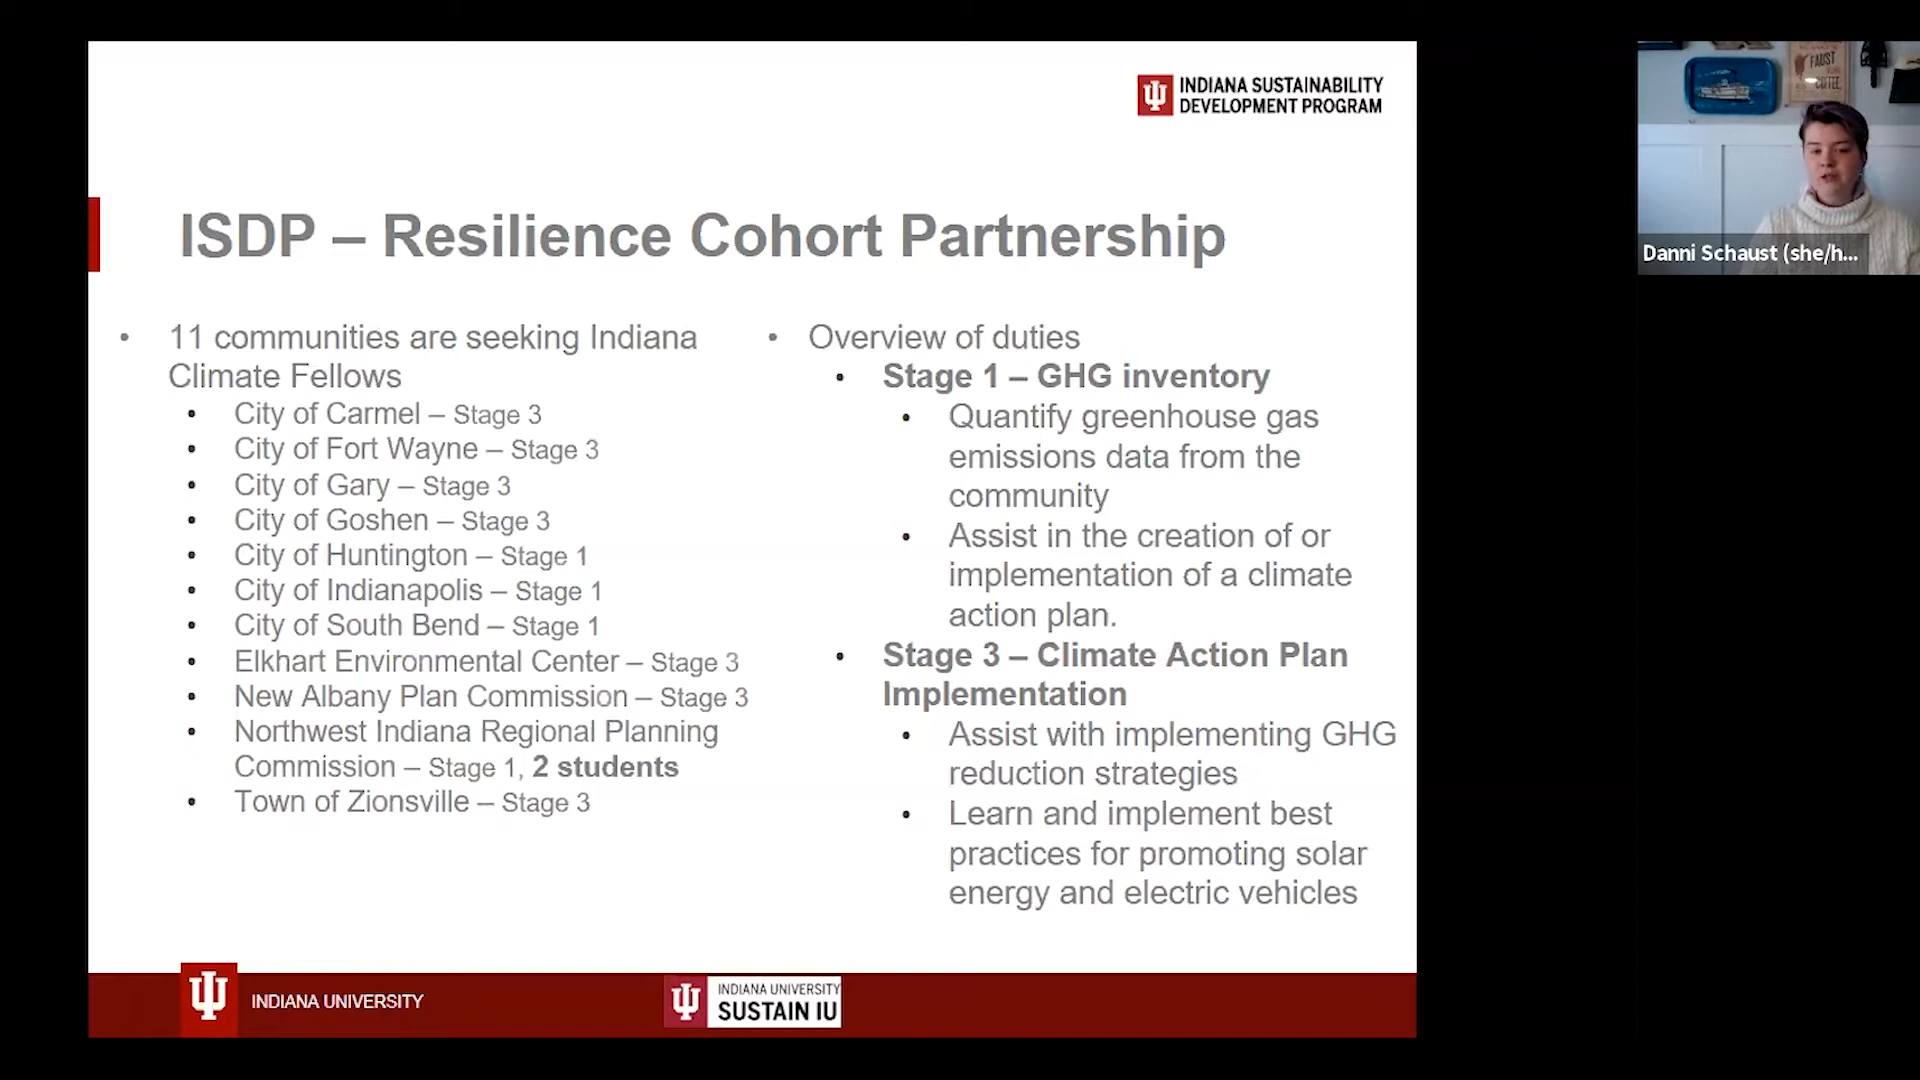 INDIANA SUSTAINABILITY
DEVELOPMENT PROGRAM
FAUST
COFFEE
Danni Schaust (she/h...
ISDP – Resilience Cohort Partnership
• 11 communities are seeking Indiana
Climate Fellows
• City of Carmel – Stage 3
• City of Fort Wayne – Stage 3
• City of Gary – Stage 3
• City of Goshen – Stage 3
• City of Huntington – Stage 1
• City of Indianapolis – Stage 1
• City of South Bend – Stage 1
• Elkhart Environmental Center – Stage 3
• New Albany Plan Commission – Stage 3
• Northwest Indiana Regional Planning
Commission – Stage 1, 2 students
• Town of Zionsville – Stage 3
• Overview of duties
• Stage 1 – GHG inventory
• Quantify greenhouse gas
emissions data from the
community
• Assist in the creation of or
implementation of a climate
action plan.
• Stage 3 – Climate Action Plan
Implementation
• Assist with implementing GHG
reduction strategies
• Learn and implement best
practices for promoting solar
energy and electric vehicles
INDIANA UNIVERSITY
INDIANA UNIVERSITY
SUSTAIN IU